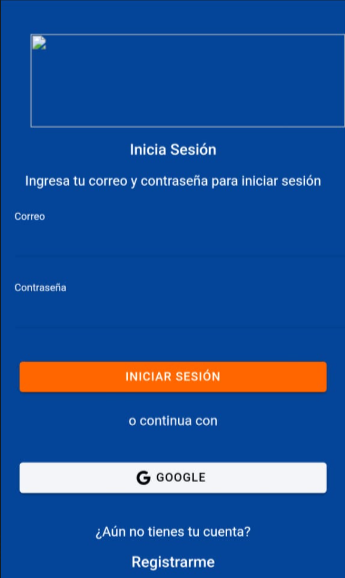 Inicia Sesión
Ingresa tu correo y contraseña para iniciar sesión
Correo
Contraseña
INICIAR SESIÓN
o continua con
GOOGLE
¿Aún no tienes tu cuenta?
Registrarme